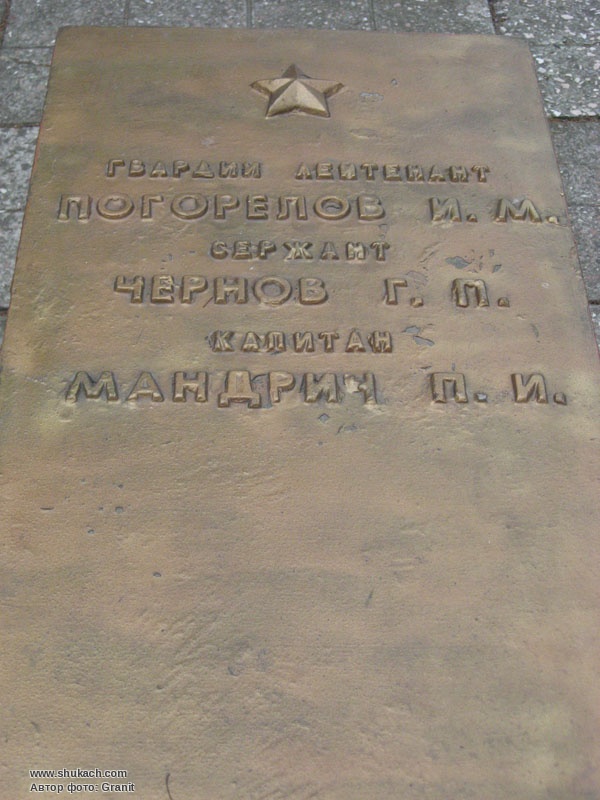 ГВАРДИИ ЛЕЙТЕНАНТ
ПОГОРЕЛОВ И. М.
СЕРЖАНТ
ЧЕРНОВ Г. П.
КАПИТАН
МАНДРИЧ П. И.
www.shukach.com
Автор фото: Granit